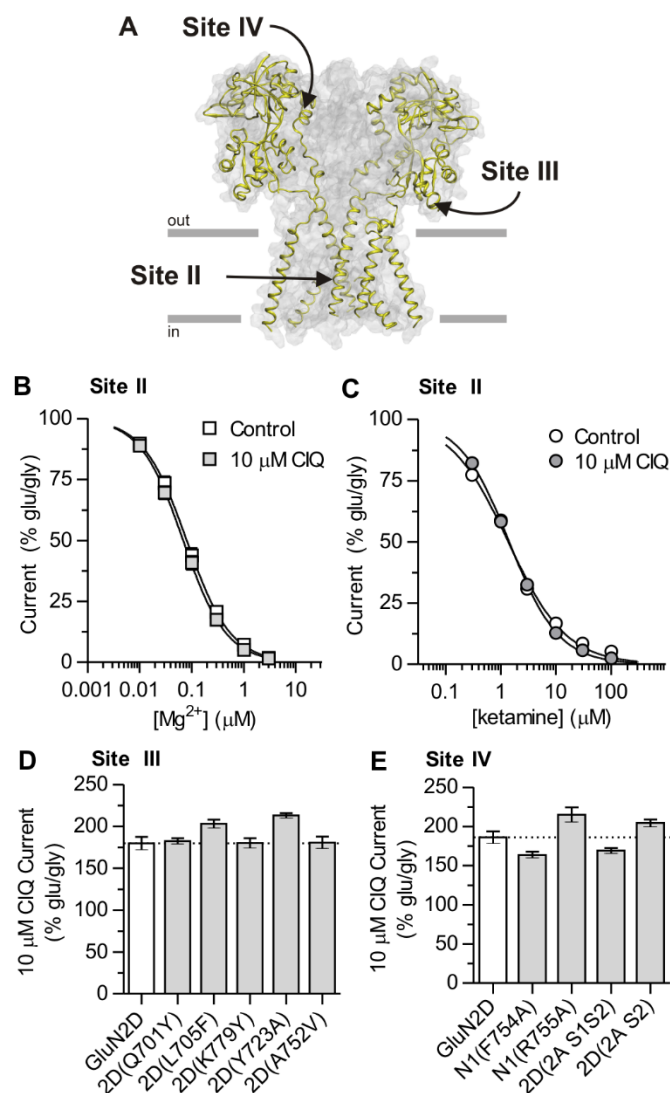 A
Site IV
Site III
out
Site II
in
B Site II
Control
10 μM CIQ
100
75
50
25
0
Current (% glu/gly)
0.001 0.01 0.1 1 10
[Mg²⁺] (μM)
C Site II
Control
10 μM CIQ
100
75
50
25
0
Current (% glu/gly)
0.1 1 10 100
[ketamine] (μM)
D Site III
250
200
150
100
50
0
10 μM CIQ Current
(% glu/gly)
GluN2D
2D(Q701Y)
2D(L705F)
2D(K779Y)
2D(Y723A)
2D(A752V)
E Site IV
250
200
150
100
50
0
10 μM CIQ Current
(% glu/gly)
GluN2D
N1(F754A)
N1(R755A)
2D(2A S1S2)
2D(2A S2)